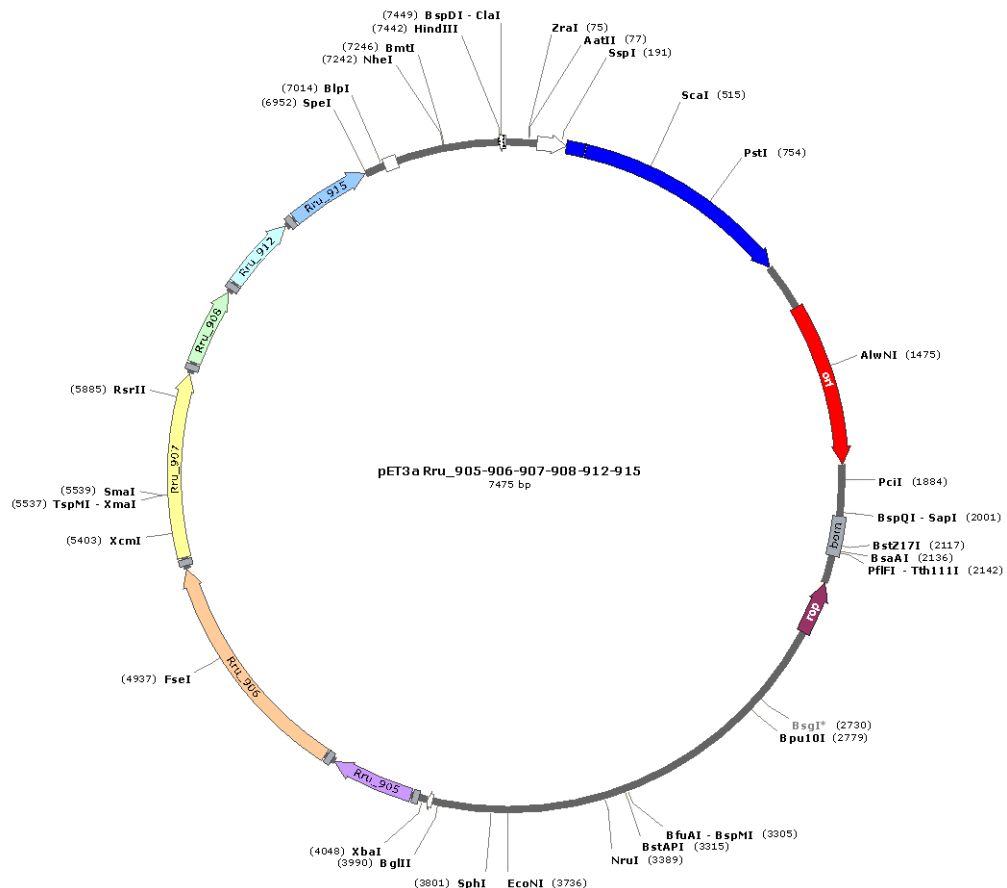 (7449) BspDI - ClaI
(7442) HindIII
(7246) BmtI
(7242) NheI
(7014) BlpI
(6952) SpeI
ZraI (75)
AatII (77)
SspI (191)
ScaI (515)
PstI (754)
AlwNI (1475)
ori
PciI (1884)
BspQI - SapI (2001)
bom
BstZ17I (2117)
BsaAI (2136)
PflFI - Tth111I (2142)
rop
BsgI* (2730)
Bpu10I (2779)
BfuAI - BspMI (3305)
BstAPI (3315)
NruI (3389)
EcoNI (3736)
(3801) SphI
(3990) BglII
(4048) XbaI
Rru_905
Rru_906
(4937) FseI
(5403) XcmI
(5537) TspMI - XmaI
(5539) SmaI
Rru_907
(5885) RsrII
Rru_908
Rru_912
Rru_915
pET3a Rru_905-906-907-908-912-915
7475 bp